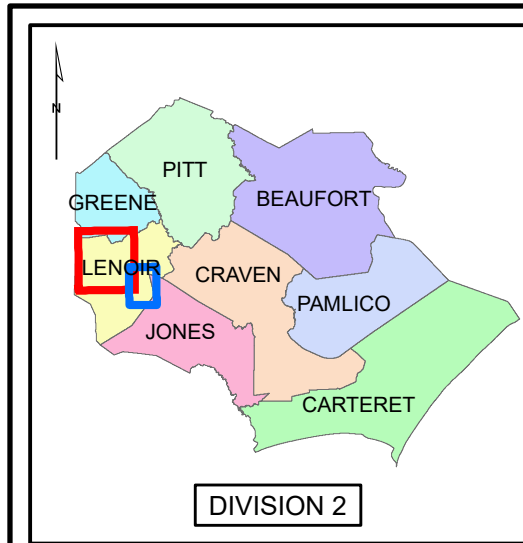 N
PITT
GREENE
BEAUFORT
LENOIR
CRAVEN
PAMLICO
JONES
CARTERET
DIVISION 2